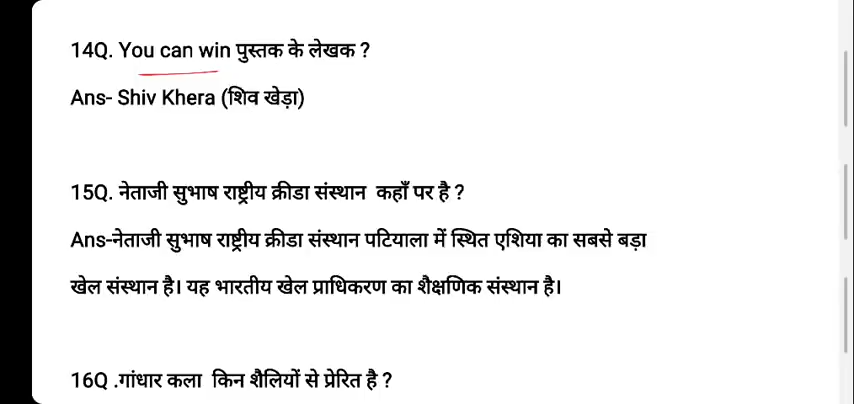 14Q. You can win पुस्तक के लेखक ?
Ans- Shiv Khera (शिव खेड़ा)
15Q. नेताजी सुभाष राष्ट्रीय क्रीडा संस्थान कहाँ पर है ?
Ans-नेताजी सुभाष राष्ट्रीय क्रीडा संस्थान पटियाला में स्थित एशिया का सबसे बड़ा
खेल संस्थान है। यह भारतीय खेल प्राधिकरण का शैक्षणिक संस्थान है।
16Q .गांधार कला किन शैलियों से प्रेरित है ?